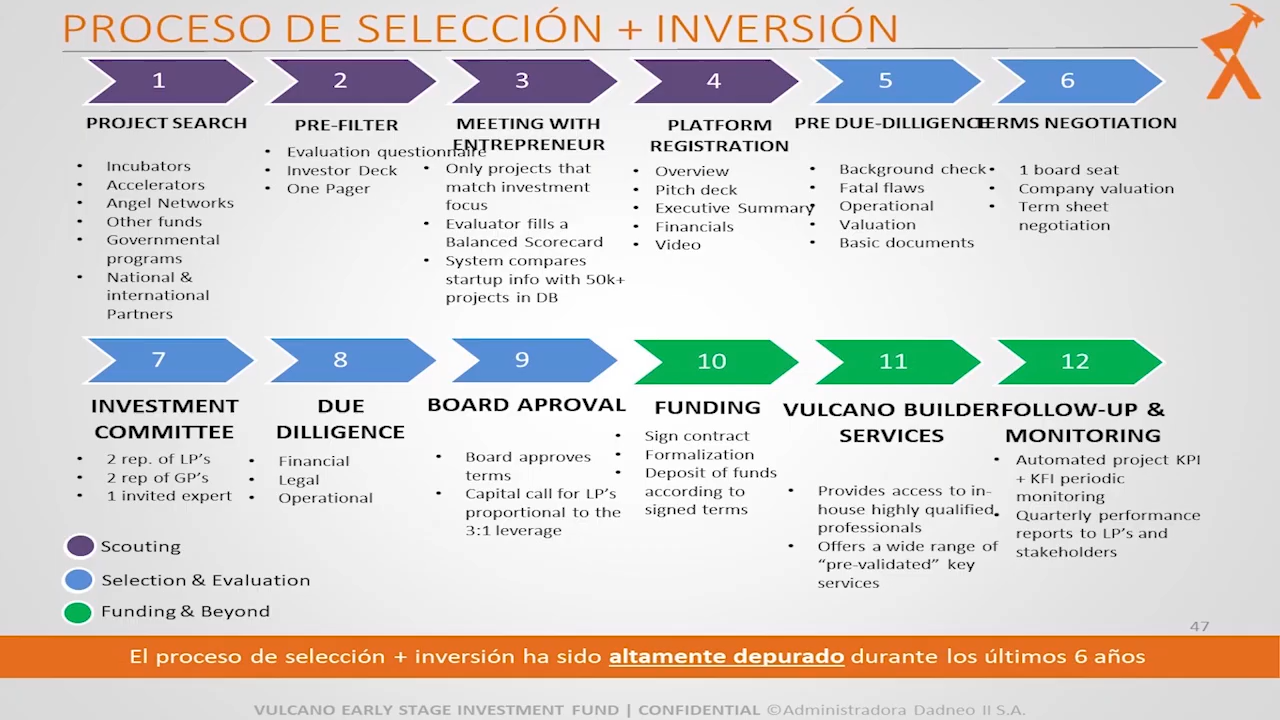 PROCESO DE SELECCIÓN + INVERSIÓN
1
2
3
4
5
6
PROJECT SEARCH
• Incubators
• Accelerators
• Angel Networks
• Other funds
• Governmental
programs
• National &
international
Partners
PRE-FILTER
• Evaluation questionnaire
• Investor Deck
• One Pager
MEETING WITH
ENTREPRENEUR
• Only projects that
match investment
focus
• Evaluator fills a
Balanced Scorecard
• System compares
startup info with 50k+
projects in DB
PLATFORM
REGISTRATION
• Overview
• Pitch deck
• Executive Summary
• Financials
• Video
PRE DUE-DILLIGENCE
• Background check
• Fatal flaws
• Operational
• Valuation
• Basic documents
TERMS NEGOTIATION
• 1 board seat
• Company valuation
• Term sheet
negotiation
7
8
9
10
11
12
INVESTMENT
COMMITTEE
• 2 rep. of LP’s
• 2 rep of GP’s
• 1 invited expert
DUE
DILLIGENCE
• Financial
• Legal
• Operational
BOARD APROVAL
• Board approves
terms
• Capital call for LP’s
proportional to the
3:1 leverage
FUNDING
• Sign contract
• Formalization
• Deposit of funds
according to
signed terms
VULCANO BUILDER
SERVICES
• Provides access to in-
house highly qualified
professionals
• Offers a wide range of
“pre-validated” key
services
FOLLOW-UP &
MONITORING
• Automated project KPI
+ KFI periodic
monitoring
• Quarterly performance
reports to LP’s and
stakeholders
Scouting
Selection & Evaluation
Funding & Beyond
47
El proceso de selección + inversión ha sido altamente depurado durante los últimos 6 años
VULCANO EARLY STAGE INVESTMENT FUND | CONFIDENTIAL ©Administradora Dadneo II S.A.